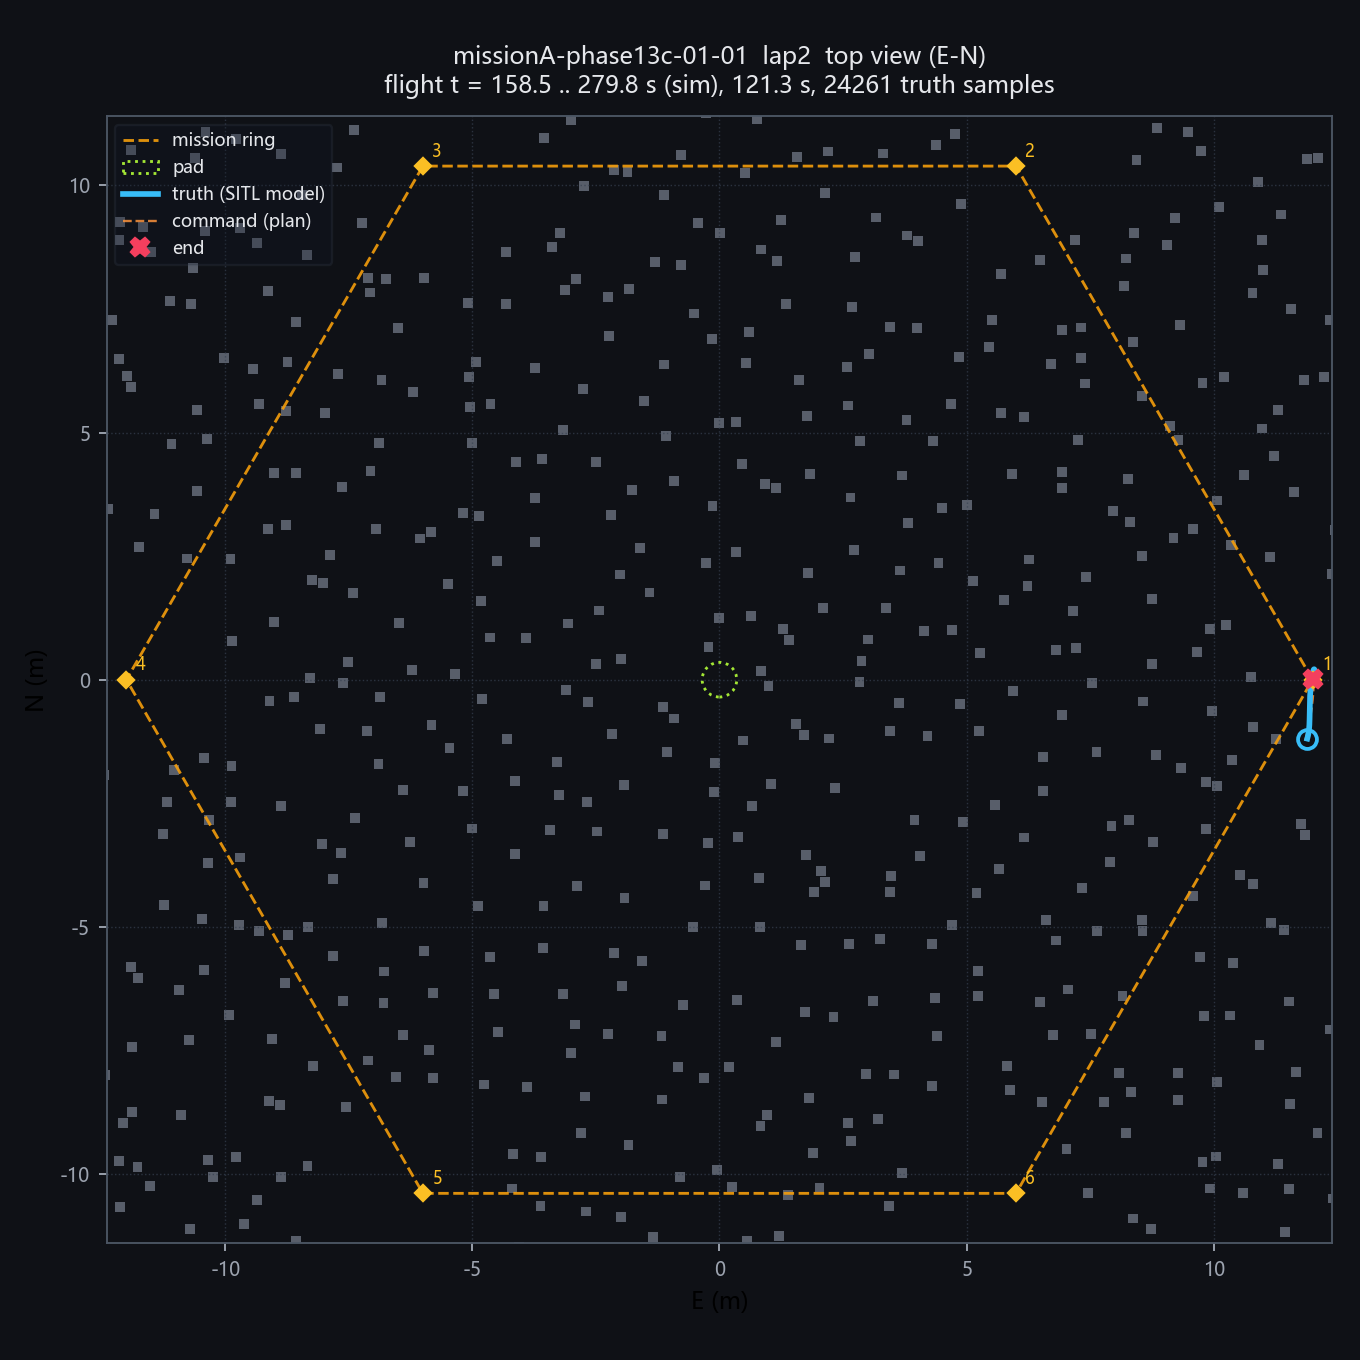 missionA-phase13c-01-01  lap2  top view (E-N)
flight t = 158.5 .. 279.8 s (sim), 121.3 s, 24261 truth samples
mission ring
pad
truth (SITL model)
command (plan)
end
3
2
4
1
5
6
10
5
0
-5
-10
N (m)
-10
-5
0
5
10
E (m)